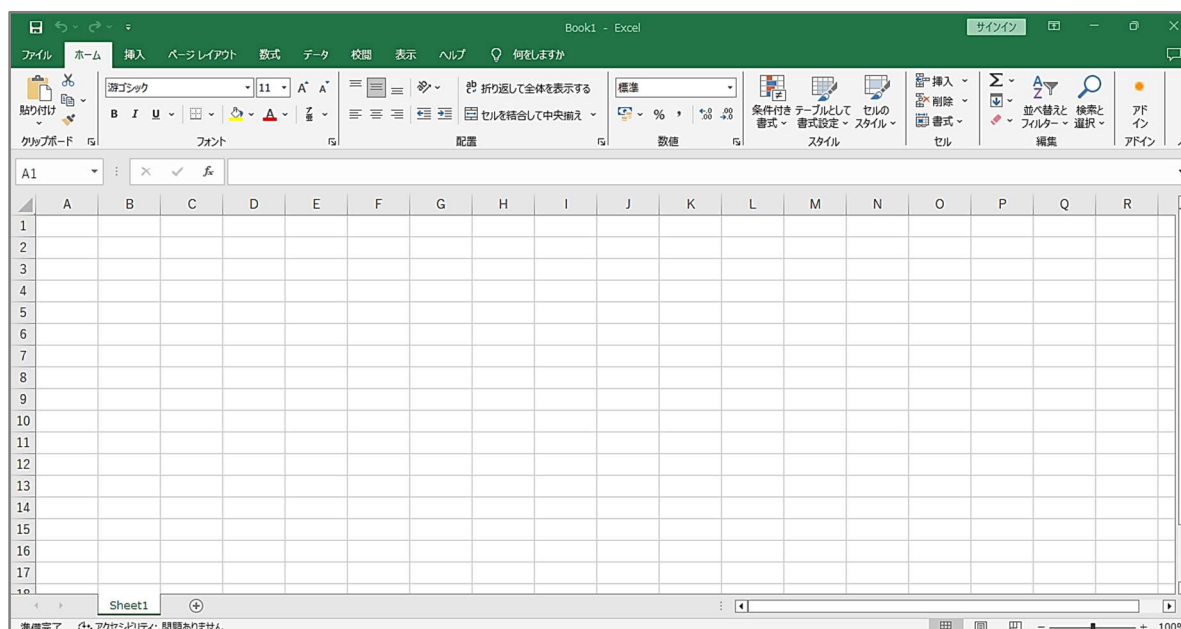 Book1 - Excel サインイン
ファイル ホーム 挿入 ページ レイアウト 数式 データ 校閲 表示 ヘルプ 何をしますか
貼り付け
游ゴシック 11 A A
B I U A
折り返して全体を表示する
セルを結合して中央揃え
標準
% ,
条件付き書式 テーブルとして書式設定 セルのスタイル
挿入
削除
書式
Σ
並べ替えとフィルター 検索と選択
アドイン
クリップボード フォント 配置 数値 スタイル セル 編集 アドイン
A1 fx
A B C D E F G H I J K L M N O P Q R
1
2
3
4
5
6
7
8
9
10
11
12
13
14
15
16
17
18
Sheet1
準備完了 アクセシビリティ: 問題ありません 100%